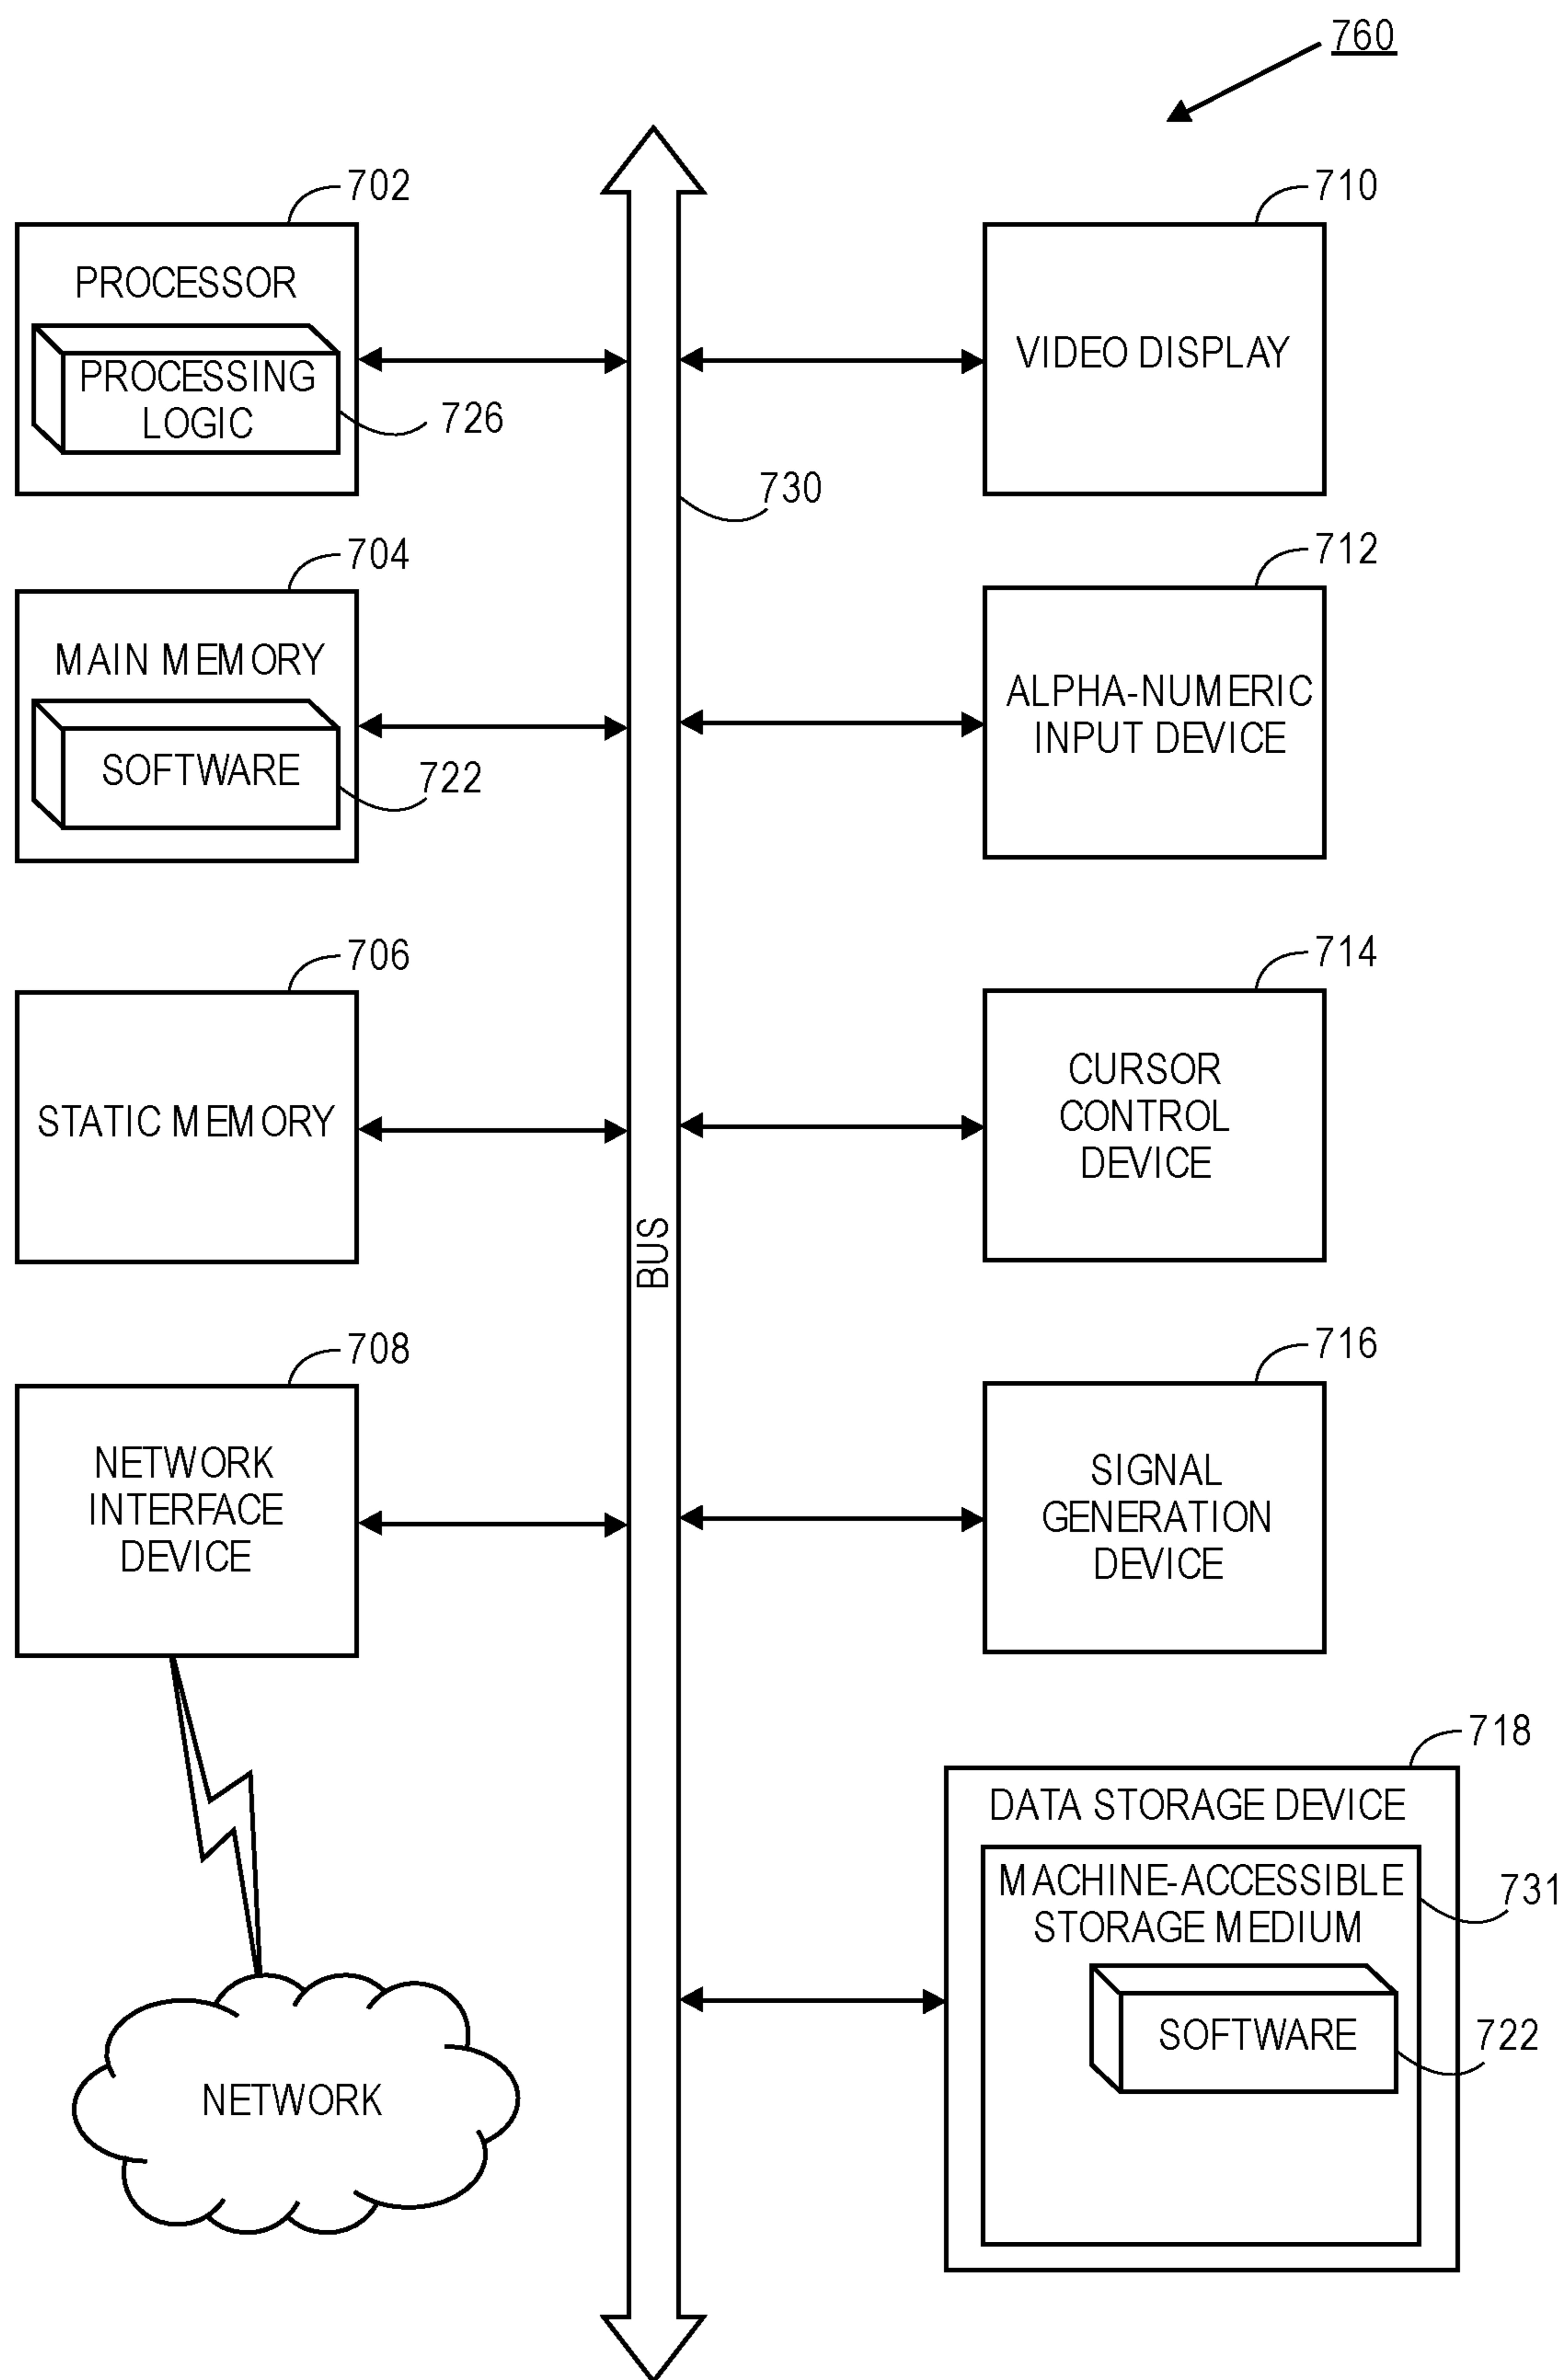 760
702
PROCESSOR
PROCESSING
LOGIC
726
704
MAIN MEMORY
SOFTWARE
722
706
STATIC MEMORY
708
NETWORK
INTERFACE
DEVICE
NETWORK
730
BUS
710
VIDEO DISPLAY
712
ALPHA-NUMERIC
INPUT DEVICE
714
CURSOR
CONTROL
DEVICE
716
SIGNAL
GENERATION
DEVICE
718
DATA STORAGE DEVICE
MACHINE-ACCESSIBLE
STORAGE MEDIUM
731
SOFTWARE
722